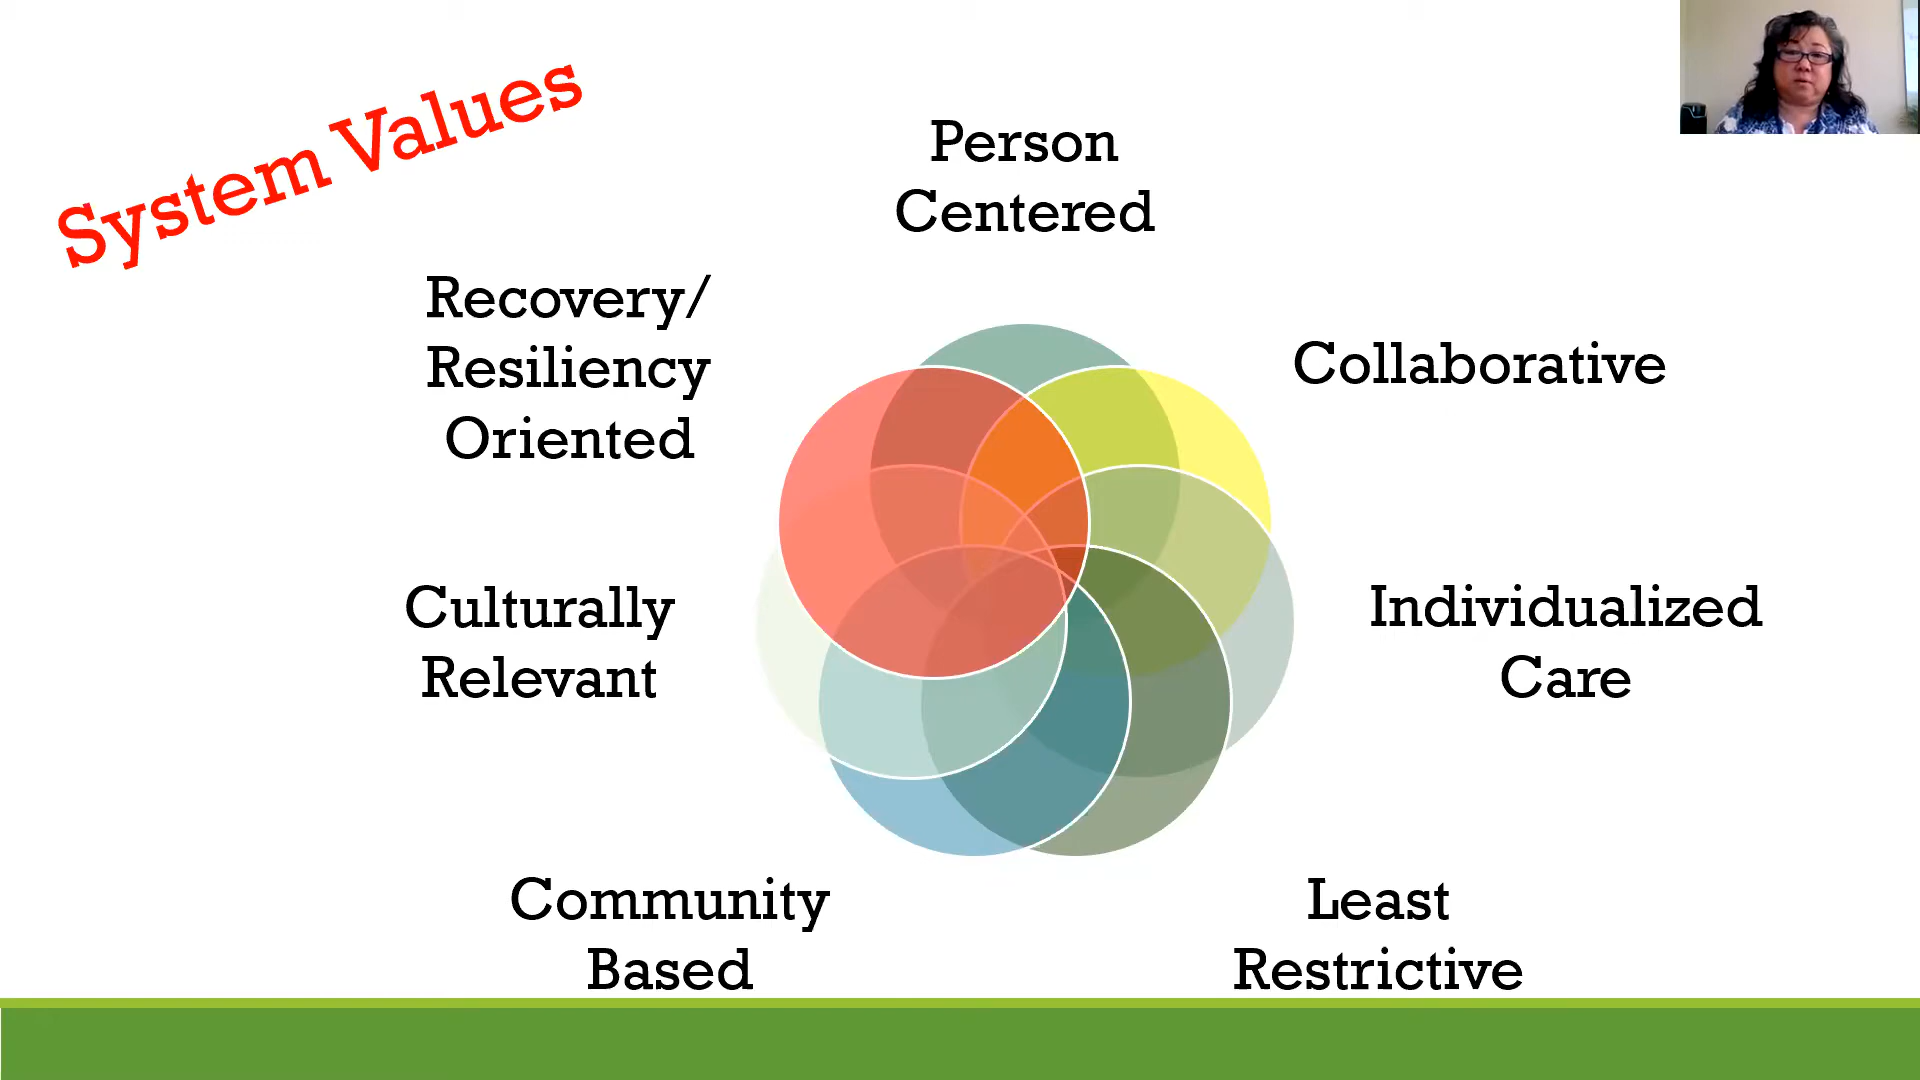 System Values
Person
Centered
Collaborative
Individualized
Care
Least
Restrictive
Community
Based
Culturally
Relevant
Recovery/
Resiliency
Oriented